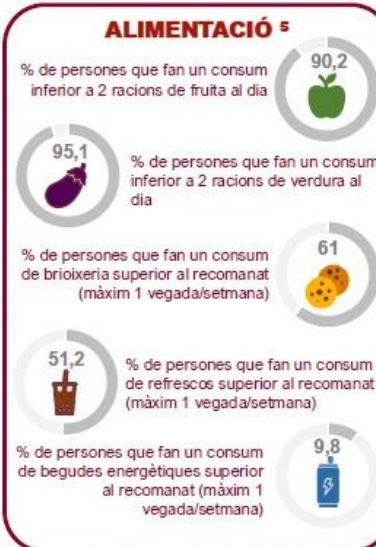 ALIMENTACIÓ 5
90,2
% de persones que fan un consum
inferior a 2 racions de fruita al dia
95,1
% de persones que fan un consum
inferior a 2 racions de verdura al
dia
61
% de persones que fan un consum
de brioixeria superior al recomanat
(màxim 1 vegada/setmana)
51,2
% de persones que fan un consum
de refrescos superior al recomanat
(màxim 1 vegada/setmana)
9,8
% de persones que fan un consum
de begudes energètiques superior
al recomanat (màxim 1
vegada/setmana)